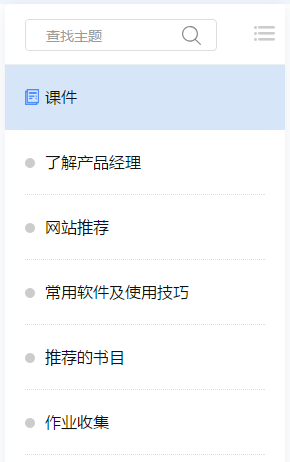 查找主题
课件
了解产品经理
网站推荐
常用软件及使用技巧
推荐的书目
作业收集